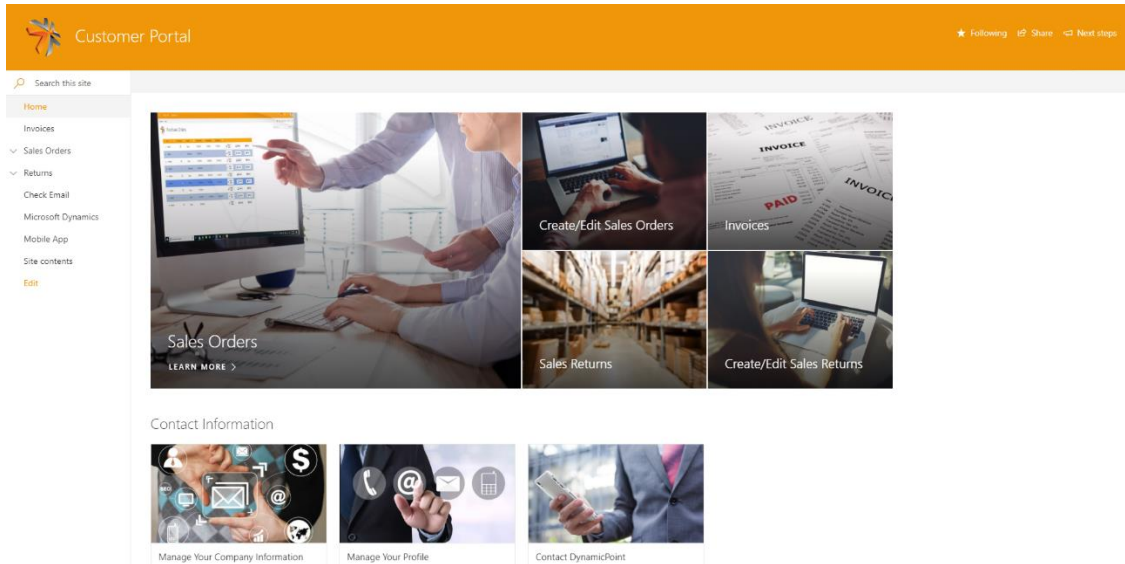 Customer Portal
Following Share Next steps
Search this site
Home
Invoices
Sales Orders
Returns
Check Email
Microsoft Dynamics
Mobile App
Site contents
Edit
Sales Orders
LEARN MORE >
Create/Edit Sales Orders
INVOICE
INVOICE
INVOICE
PAID
Invoices
Sales Returns
Create/Edit Sales Returns
Contact Information
$
@
SEO
Manage Your Company Information
@
Manage Your Profile
Contact DynamicPoint